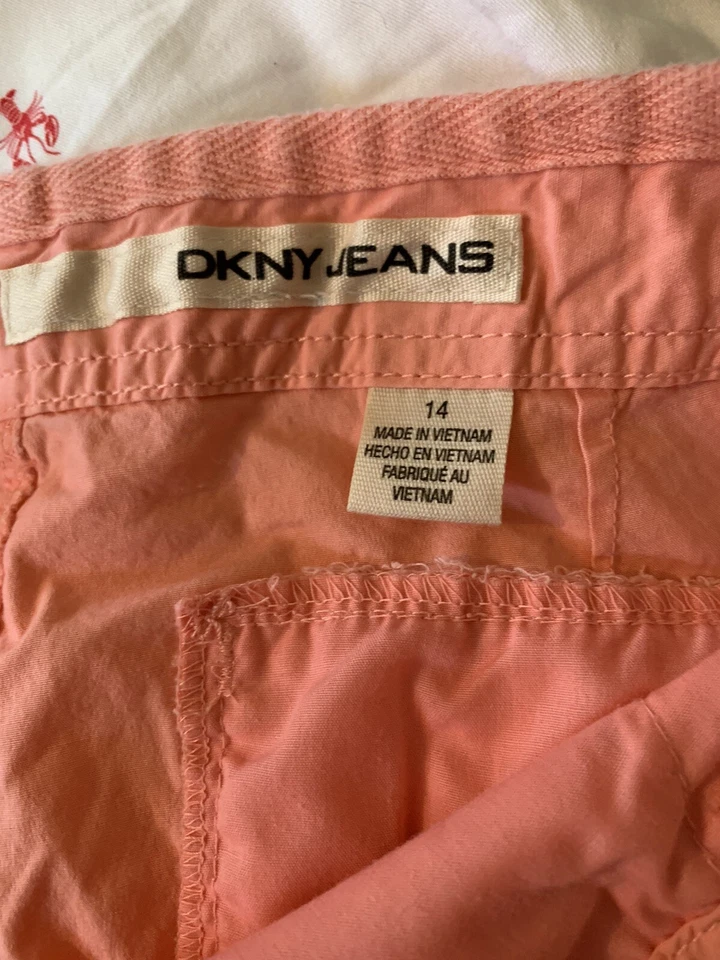 DKNY JEANS
14
MADE IN VIETNAM
HECHO EN VIETNAM
FABRIQUÉ AU
VIETNAM